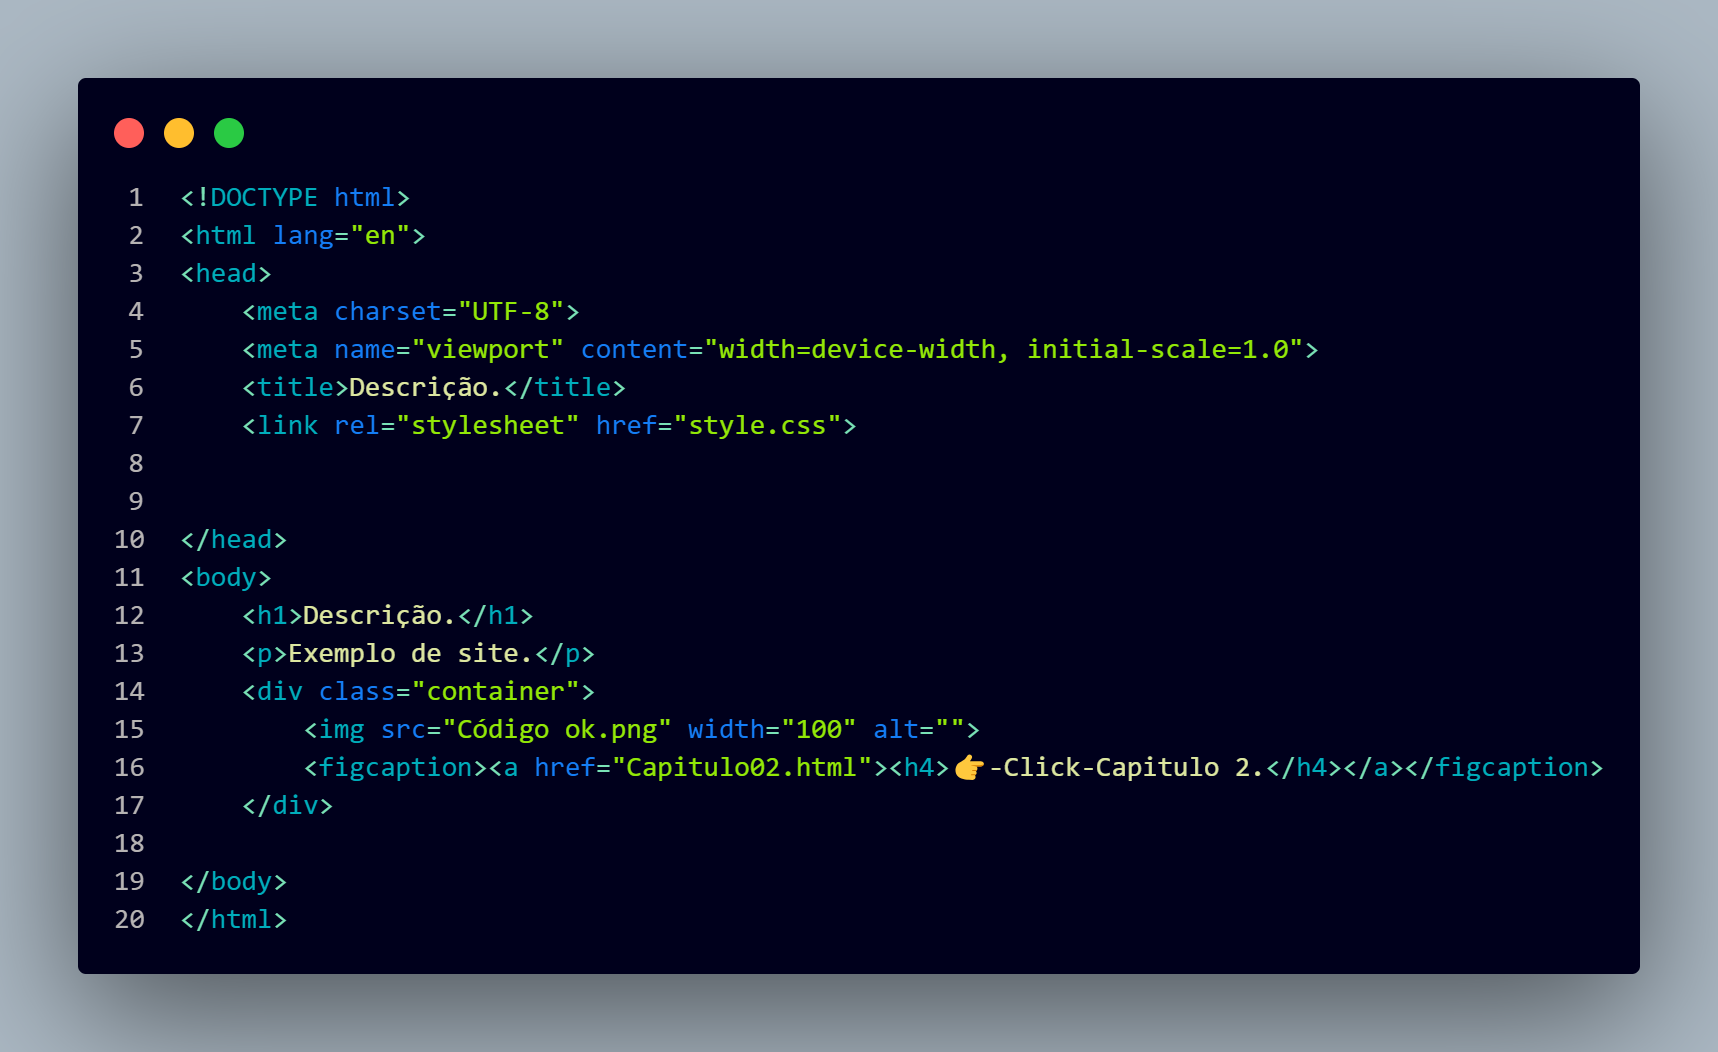 1 <!DOCTYPE html>
2 <html lang="en">
3 <head>
4     <meta charset="UTF-8">
5     <meta name="viewport" content="width=device-width, initial-scale=1.0">
6     <title>Descrição.</title>
7     <link rel="stylesheet" href="style.css">
8
9
10 </head>
11 <body>
12     <h1>Descrição.</h1>
13     <p>Exemplo de site.</p>
14     <div class="container">
15         <img src="Código ok.png" width="100" alt="">
16         <figcaption><a href="Capitulo02.html"><h4>👉-Click-Capitulo 2.</h4></a></figcaption>
17     </div>
18
19 </body>
20 </html>